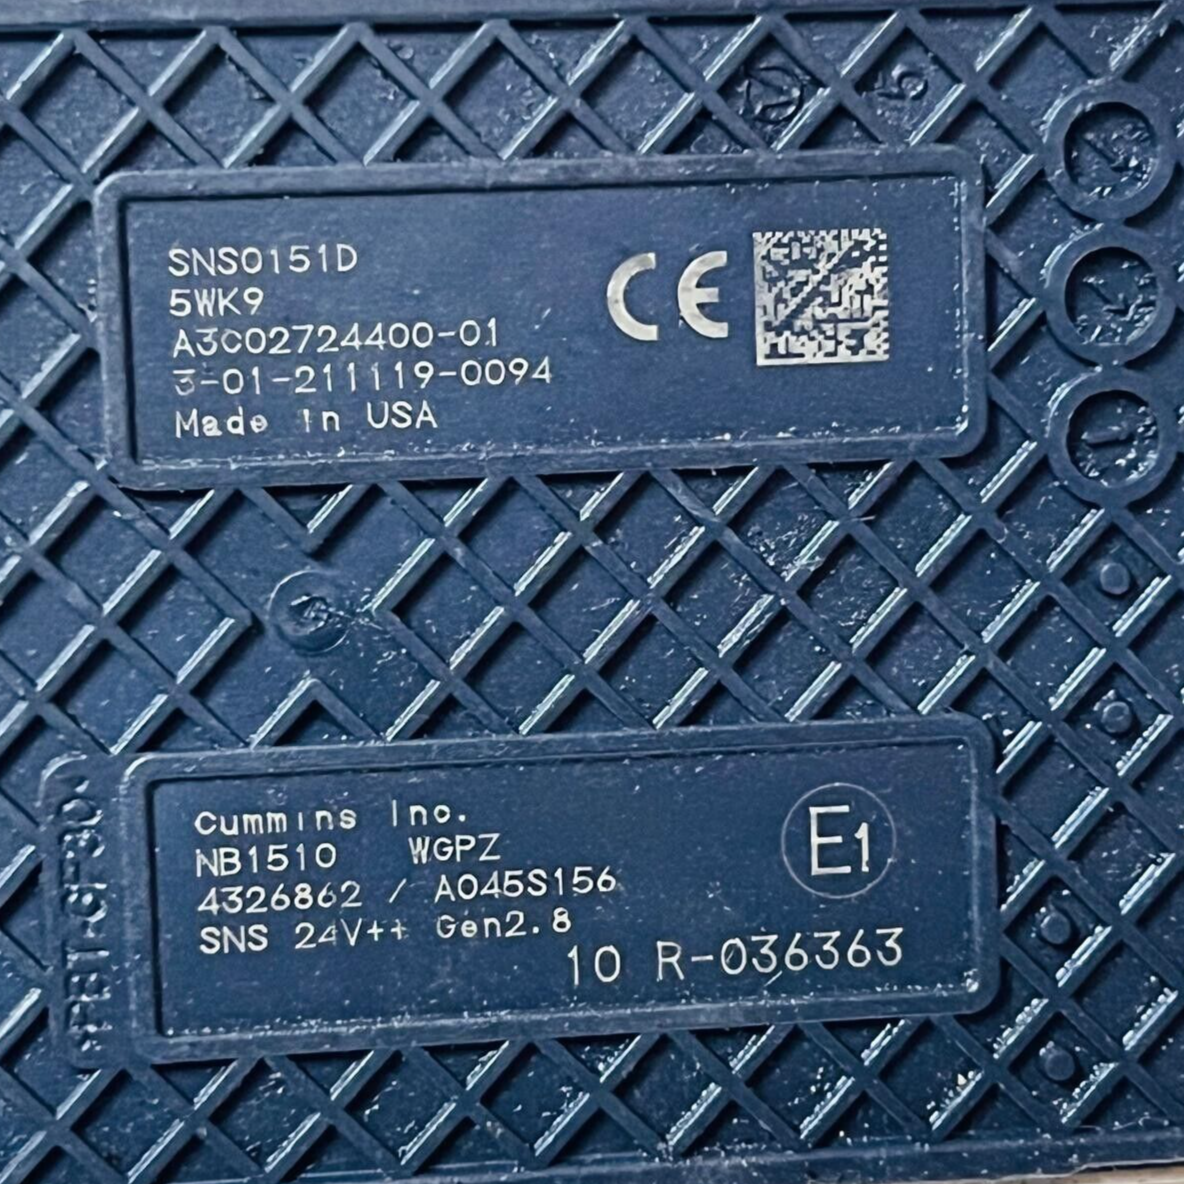 SNS0151D
5WK9
A3C02724400-01
3-01-211119-0094
Made in USA
CE
Cummins Inc.
NB1510 WGPZ
4326862 / A045S156
SNS 24V++ Gen2.8
E1
10 R-036363